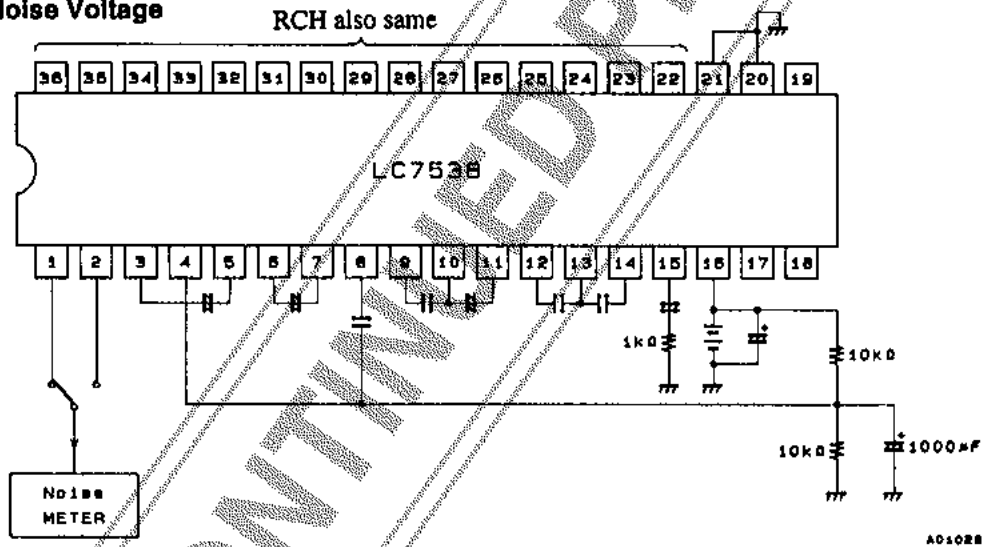 Noise Voltage
RCH also same
36 35 34 33 32 31 30 29 28 27 26 25 24 23 22 21 20 19
LC7538
1 2 3 4 5 6 7 8 9 10 11 12 13 14 15 16 17 18
1kΩ
10kΩ
10kΩ
1000µF
Noise
METER
A01028